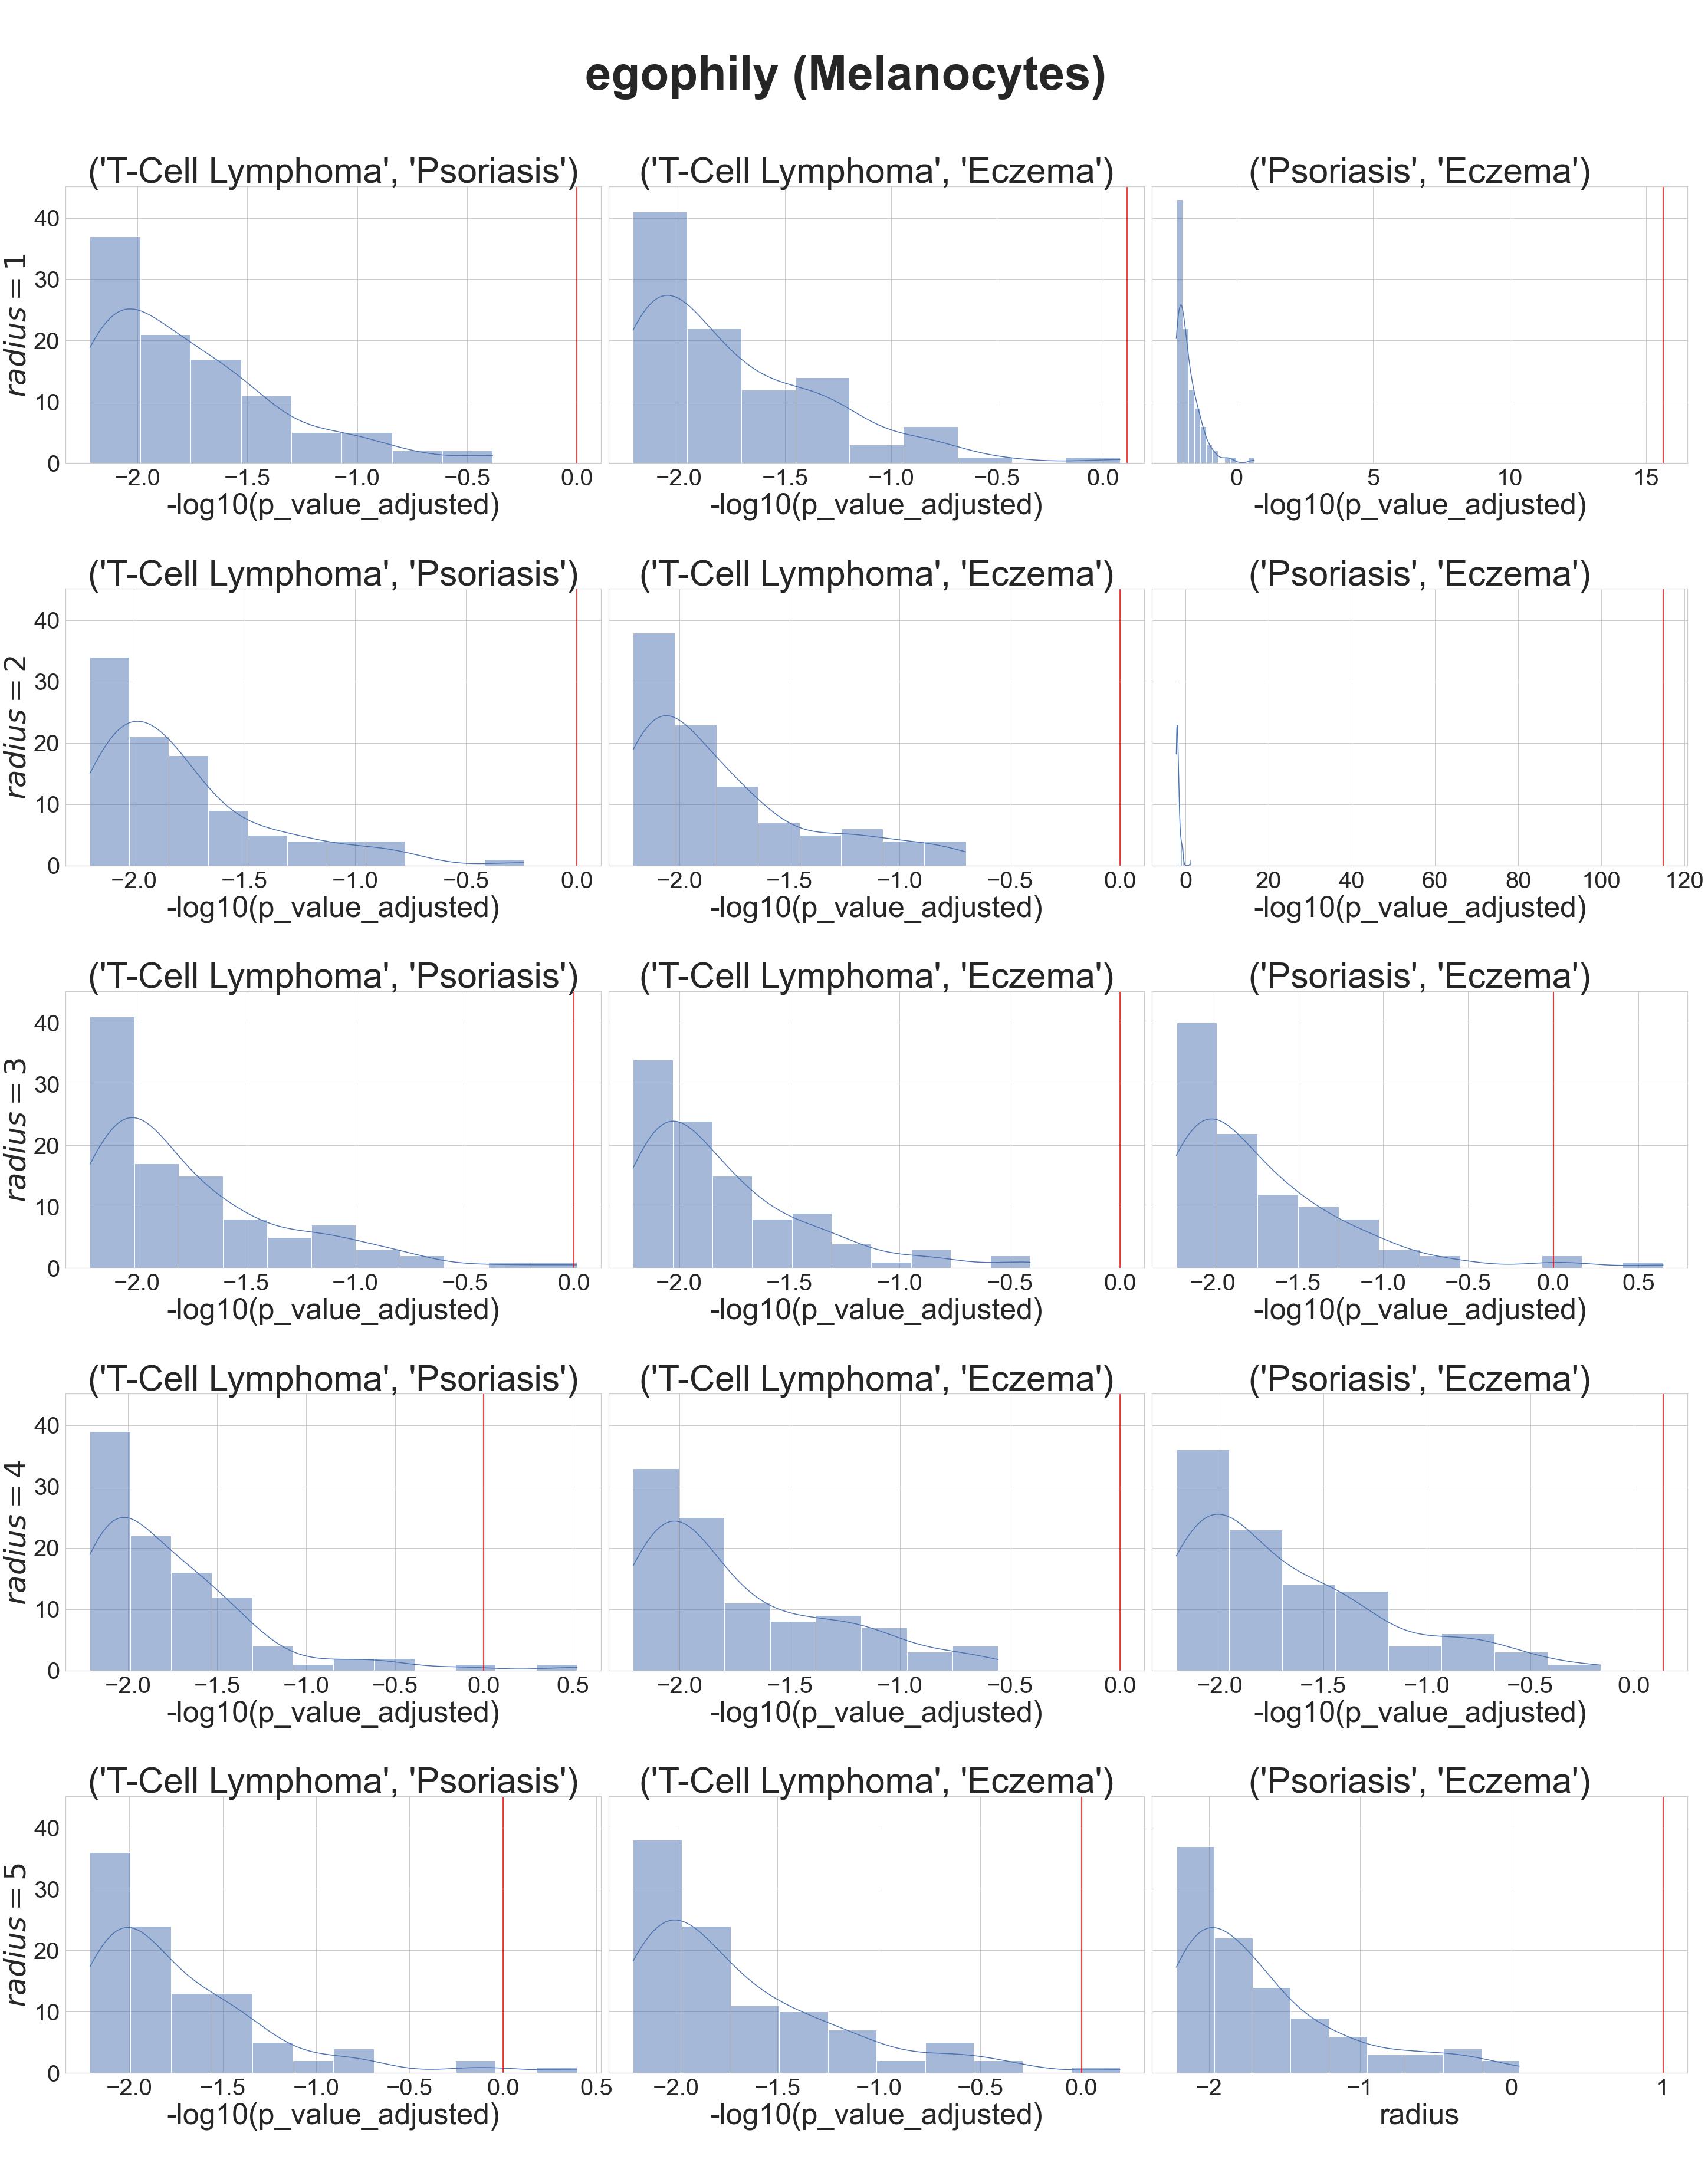 egophily (Melanocytes)
('T-Cell Lymphoma', 'Psoriasis') ('T-Cell Lymphoma', 'Eczema') ('Psoriasis', 'Eczema')
radius = 1
40
30
20
10
0
−2.0 −1.5 −1.0 −0.5 0.0 −2.0 −1.5 −1.0 −0.5 0.0 0 5 10 15
-log10(p_value_adjusted) -log10(p_value_adjusted) -log10(p_value_adjusted)
('T-Cell Lymphoma', 'Psoriasis') ('T-Cell Lymphoma', 'Eczema') ('Psoriasis', 'Eczema')
radius = 2
40
30
20
10
0
−2.0 −1.5 −1.0 −0.5 0.0 −2.0 −1.5 −1.0 −0.5 0.0 0 20 40 60 80 100 120
-log10(p_value_adjusted) -log10(p_value_adjusted) -log10(p_value_adjusted)
('T-Cell Lymphoma', 'Psoriasis') ('T-Cell Lymphoma', 'Eczema') ('Psoriasis', 'Eczema')
radius = 3
40
30
20
10
0
−2.0 −1.5 −1.0 −0.5 0.0 −2.0 −1.5 −1.0 −0.5 0.0 −2.0 −1.5 −1.0 −0.5 0.0 0.5
-log10(p_value_adjusted) -log10(p_value_adjusted) -log10(p_value_adjusted)
('T-Cell Lymphoma', 'Psoriasis') ('T-Cell Lymphoma', 'Eczema') ('Psoriasis', 'Eczema')
radius = 4
40
30
20
10
0
−2.0 −1.5 −1.0 −0.5 0.0 0.5 −2.0 −1.5 −1.0 −0.5 0.0 −2.0 −1.5 −1.0 −0.5 0.0
-log10(p_value_adjusted) -log10(p_value_adjusted) -log10(p_value_adjusted)
('T-Cell Lymphoma', 'Psoriasis') ('T-Cell Lymphoma', 'Eczema') ('Psoriasis', 'Eczema')
radius = 5
40
30
20
10
0
−2.0 −1.5 −1.0 −0.5 0.0 0.5 −2.0 −1.5 −1.0 −0.5 0.0 −2 −1 0 1
-log10(p_value_adjusted) -log10(p_value_adjusted) radius